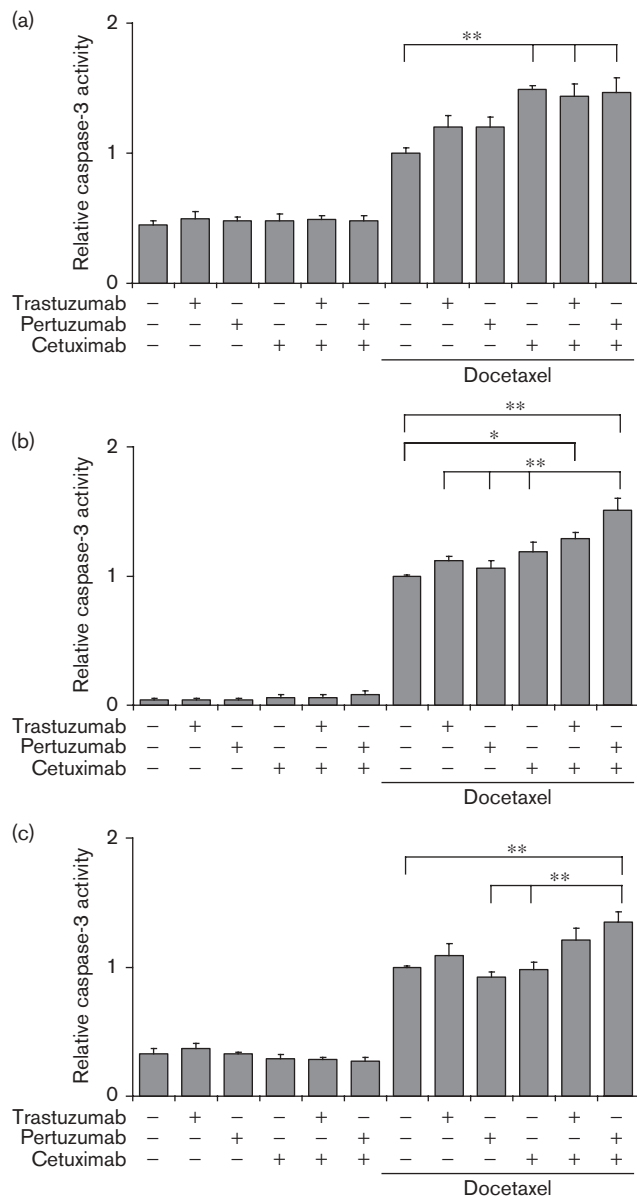 (a)
2
**
1
Relative caspase-3 activity
0
Trastuzumab − + − − + − − + − − + −
Pertuzumab − − + − − + − − + − − +
Cetuximab − − − + + + − − − + + +
Docetaxel
(b)
**
2
*
**
1
Relative caspase-3 activity
0
Trastuzumab − + − − + − − + − − + −
Pertuzumab − − + − − + − − + − − +
Cetuximab − − − + + + − − − + + +
Docetaxel
(c)
2
**
**
1
Relative caspase-3 activity
0
Trastuzumab − + − − + − − + − − + −
Pertuzumab − − + − − + − − + − − +
Cetuximab − − − + + + − − − + + +
Docetaxel